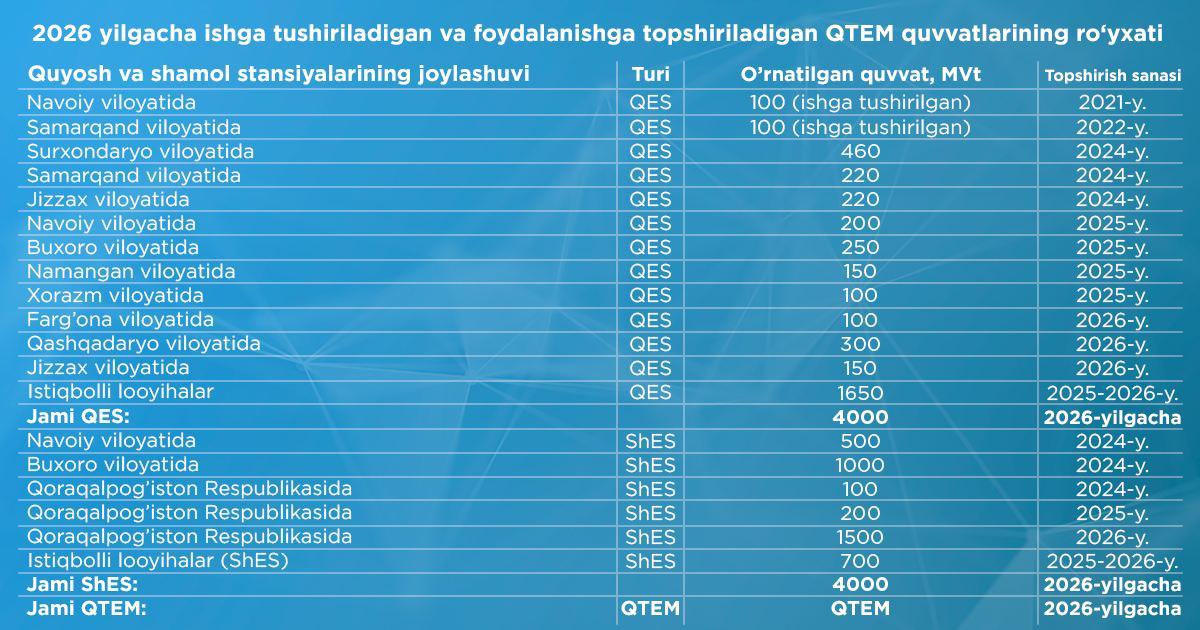 2026 yilgacha ishga tushiriladigan va foydalanishga topshiriladigan QTEM quvvatlarining ro‘yxati
Quyosh va shamol stansiyalarining joylashuvi Turi O’rnatilgan quvvat, MVt Topshirish sanasi
Navoiy viloyatida QES 100 (ishga tushirilgan) 2021-y.
Samarqand viloyatida QES 100 (ishga tushirilgan) 2022-y.
Surxondaryo viloyatida QES 460 2024-y.
Samarqand viloyatida QES 220 2024-y.
Jizzax viloyatida QES 220 2024-y.
Navoiy viloyatida QES 200 2025-y.
Buxoro viloyatida QES 250 2025-y.
Namangan viloyatida QES 150 2025-y.
Xorazm viloyatida QES 100 2025-y.
Farg’ona viloyatida QES 100 2026-y.
Qashqadaryo viloyatida QES 300 2026-y.
Jizzax viloyatida QES 150 2026-y.
Istiqbolli looyihalar QES 1650 2025-2026-y.
Jami QES: 4000 2026-yilgacha
Navoiy viloyatida ShES 500 2024-y.
Buxoro viloyatida ShES 1000 2024-y.
Qoraqalpog’iston Respublikasida ShES 100 2024-y.
Qoraqalpog’iston Respublikasida ShES 200 2025-y.
Qoraqalpog’iston Respublikasida ShES 1500 2026-y.
Istiqbolli looyihalar (ShES) ShES 700 2025-2026-y.
Jami ShES: 4000 2026-yilgacha
Jami QTEM: QTEM QTEM 2026-yilgacha